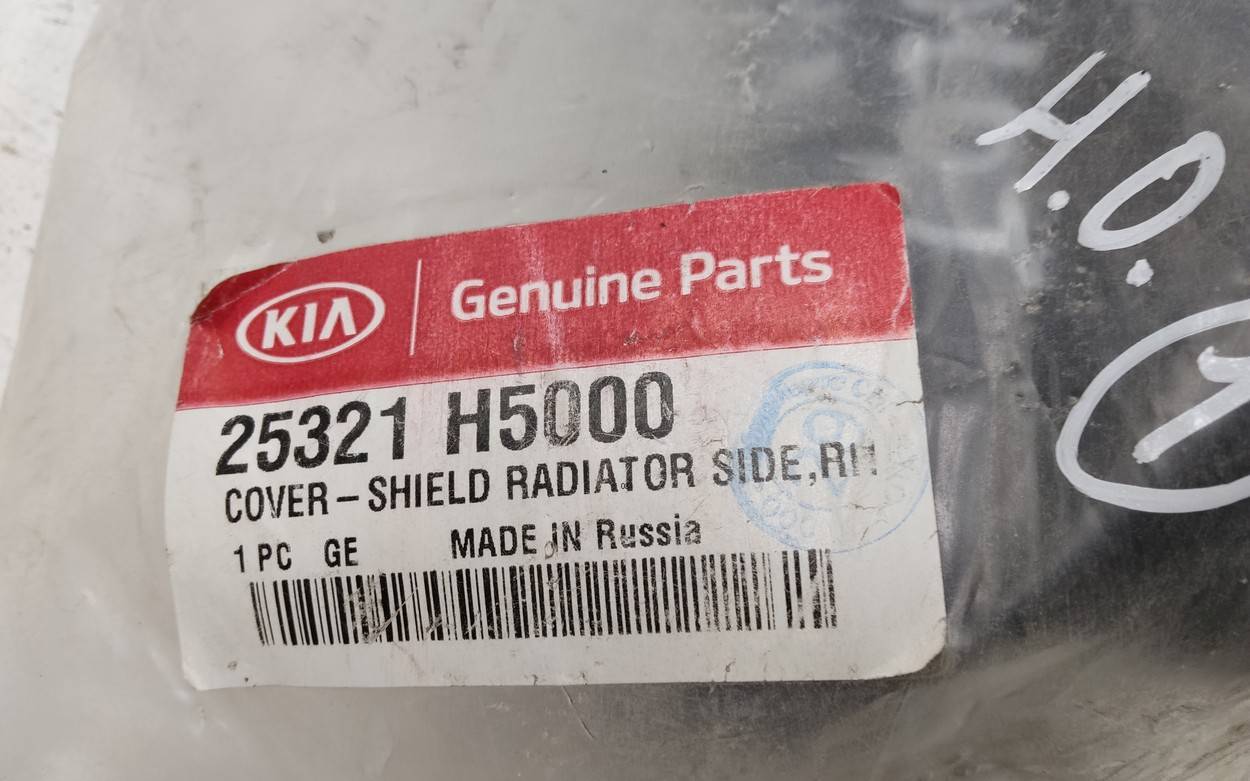 KIA Genuine Parts
25321 H5000
COVER-SHIELD RADIATOR SIDE,RH
1 PC GE MADE IN Russia
H.O.